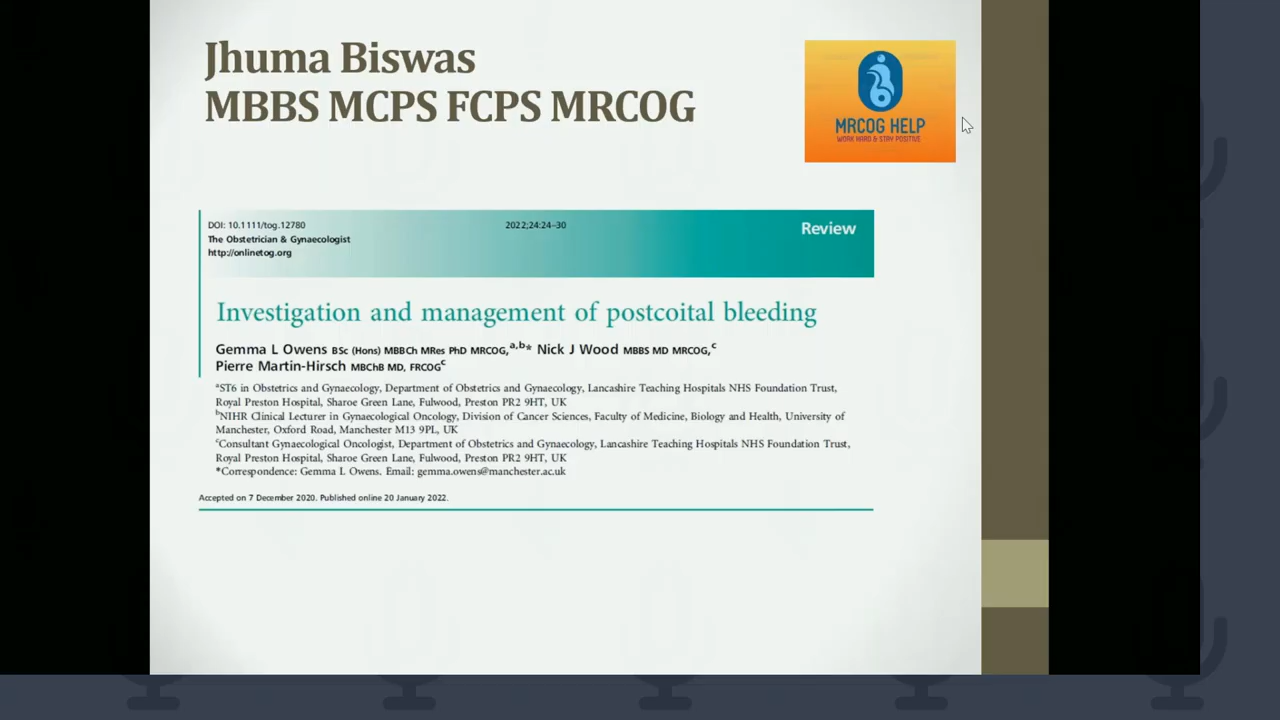 Jhuma Biswas
MBBS MCPS FCPS MRCOG
MRCOG HELP
WORK HARD & STAY POSITIVE
DOI: 10.1111/tog.12780
2022;24:24–30
Review
The Obstetrician & Gynaecologist
http://onlinetog.org
Investigation and management of postcoital bleeding
Gemma L Owens BSc (Hons) MBBCh MRes PhD MRCOG,a,b* Nick J Wood MBBS MD MRCOG,c
Pierre Martin-Hirsch MBChB MD, FRCOGc
aST6 in Obstetrics and Gynaecology, Department of Obstetrics and Gynaecology, Lancashire Teaching Hospitals NHS Foundation Trust,
Royal Preston Hospital, Sharoe Green Lane, Fulwood, Preston PR2 9HT, UK
bNIHR Clinical Lecturer in Gynaecological Oncology, Division of Cancer Sciences, Faculty of Medicine, Biology and Health, University of
Manchester, Oxford Road, Manchester M13 9PL, UK
cConsultant Gynaecological Oncologist, Department of Obstetrics and Gynaecology, Lancashire Teaching Hospitals NHS Foundation Trust,
Royal Preston Hospital, Sharoe Green Lane, Fulwood, Preston PR2 9HT, UK
*Correspondence: Gemma L Owens. Email: gemma.owens@manchester.ac.uk
Accepted on 7 December 2020. Published online 20 January 2022.